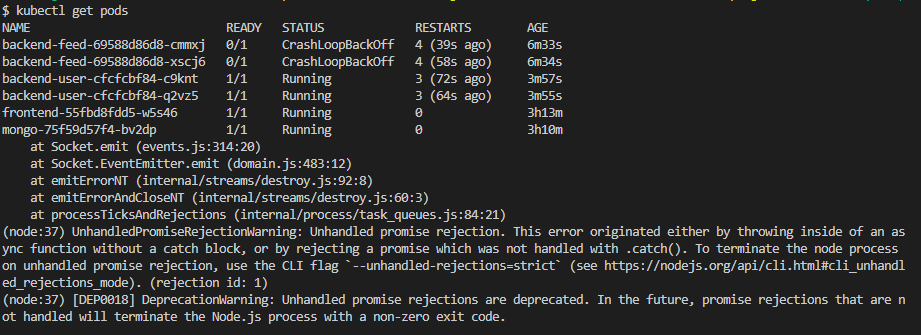 $ kubectl get pods
NAME READY STATUS RESTARTS AGE
backend-feed-69588d86d8-cmmxj 0/1 CrashLoopBackOff 4 (39s ago) 6m33s
backend-feed-69588d86d8-xscj6 0/1 CrashLoopBackOff 4 (58s ago) 6m34s
backend-user-cfcfcbf84-c9knt 1/1 Running 3 (72s ago) 3m57s
backend-user-cfcfcbf84-q2vz5 1/1 Running 3 (64s ago) 3m55s
frontend-55fbd8fdd5-w5s46 1/1 Running 0 3h13m
mongo-75f59d57f4-bv2dp 1/1 Running 0 3h10m
at Socket.emit (events.js:314:20)
at Socket.EventEmitter.emit (domain.js:483:12)
at emitErrorNT (internal/streams/destroy.js:92:8)
at emitErrorAndCloseNT (internal/streams/destroy.js:60:3)
at processTicksAndRejections (internal/process/task_queues.js:84:21)
(node:37) UnhandledPromiseRejectionWarning: Unhandled promise rejection. This error originated either by throwing inside of an as
ync function without a catch block, or by rejecting a promise which was not handled with .catch(). To terminate the node process
on unhandled promise rejection, use the CLI flag `--unhandled-rejections=strict` (see https://nodejs.org/api/cli.html#cli_unhandl
ed_rejections_mode). (rejection id: 1)
(node:37) [DEP0018] DeprecationWarning: Unhandled promise rejections are deprecated. In the future, promise rejections that are n
ot handled will terminate the Node.js process with a non-zero exit code.